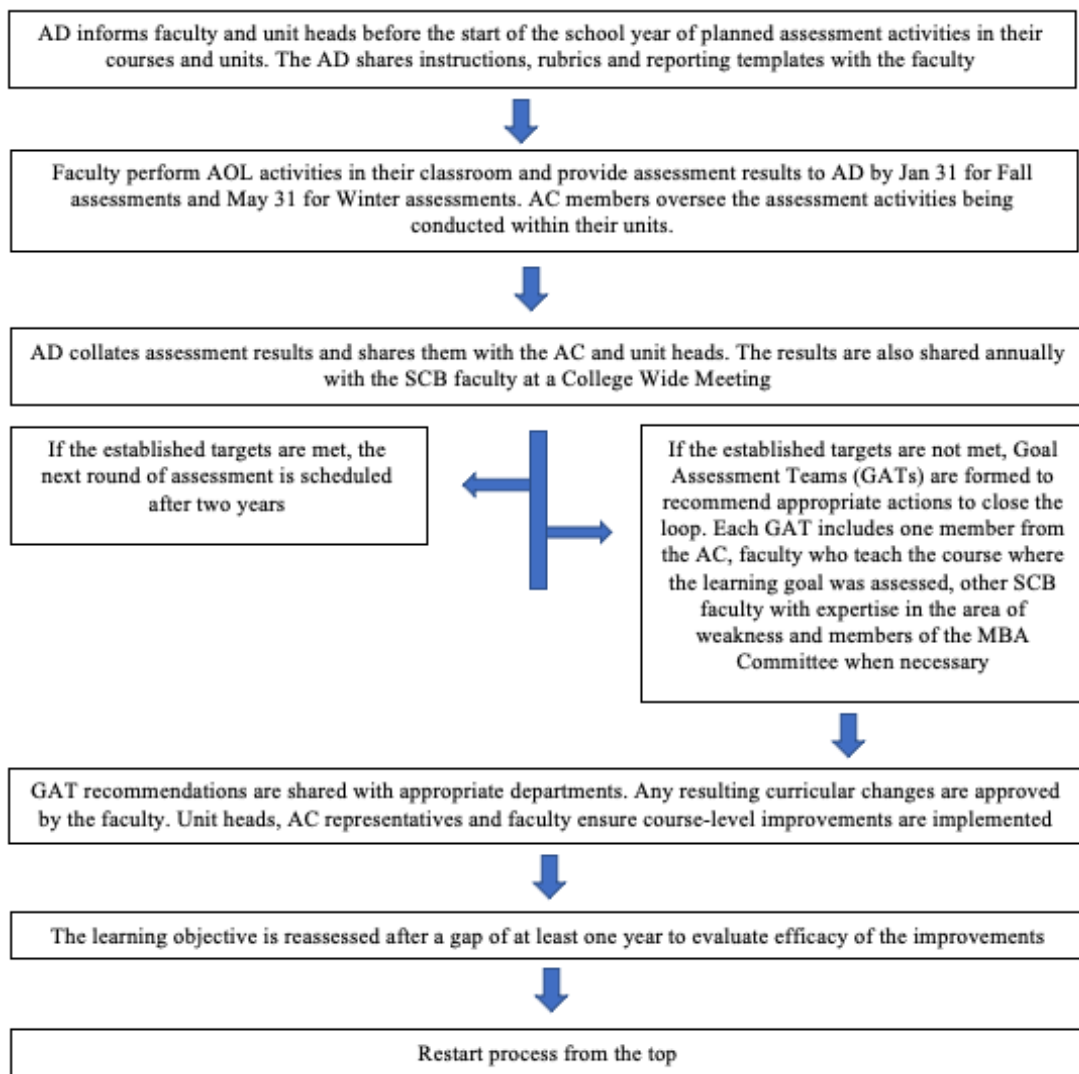 AD informs faculty and unit heads before the start of the school year of planned assessment activities in their
courses and units. The AD shares instructions, rubrics and reporting templates with the faculty
Faculty perform AOL activities in their classroom and provide assessment results to AD by Jan 31 for Fall
assessments and May 31 for Winter assessments. AC members oversee the assessment activities being
conducted within their units.
AD collates assessment results and shares them with the AC and unit heads. The results are also shared annually
with the SCB faculty at a College Wide Meeting
If the established targets are met, the
next round of assessment is scheduled
after two years
If the established targets are not met, Goal
Assessment Teams (GATs) are formed to
recommend appropriate actions to close the
loop. Each GAT includes one member from
the AC, faculty who teach the course where
the learning goal was assessed, other SCB
faculty with expertise in the area of
weakness and members of the MBA
Committee when necessary
GAT recommendations are shared with appropriate departments. Any resulting curricular changes are approved
by the faculty. Unit heads, AC representatives and faculty ensure course-level improvements are implemented
The learning objective is reassessed after a gap of at least one year to evaluate efficacy of the improvements
Restart process from the top